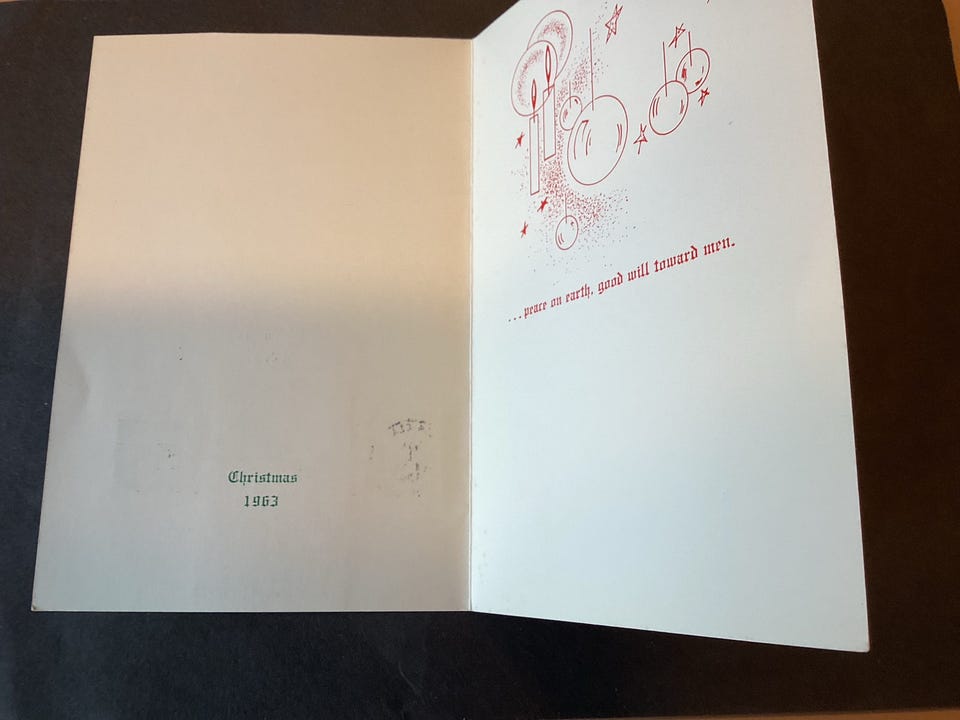 Christmas
1963
...peace on earth, good will toward men.